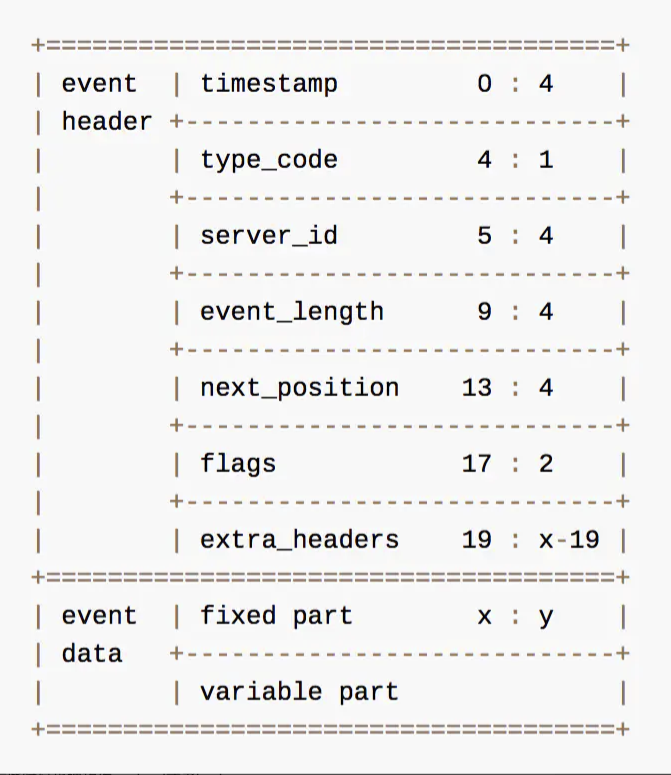 +=====================================+
| event  | timestamp         0 : 4    |
| header +----------------------------+
|        | type_code         4 : 1    |
|        +----------------------------+
|        | server_id         5 : 4    |
|        +----------------------------+
|        | event_length      9 : 4    |
|        +----------------------------+
|        | next_position    13 : 4    |
|        +----------------------------+
|        | flags            17 : 2    |
|        +----------------------------+
|        | extra_headers    19 : x-19 |
+=====================================+
| event  | fixed part        x : y    |
| data   +----------------------------+
|        | variable part              |
+=====================================+